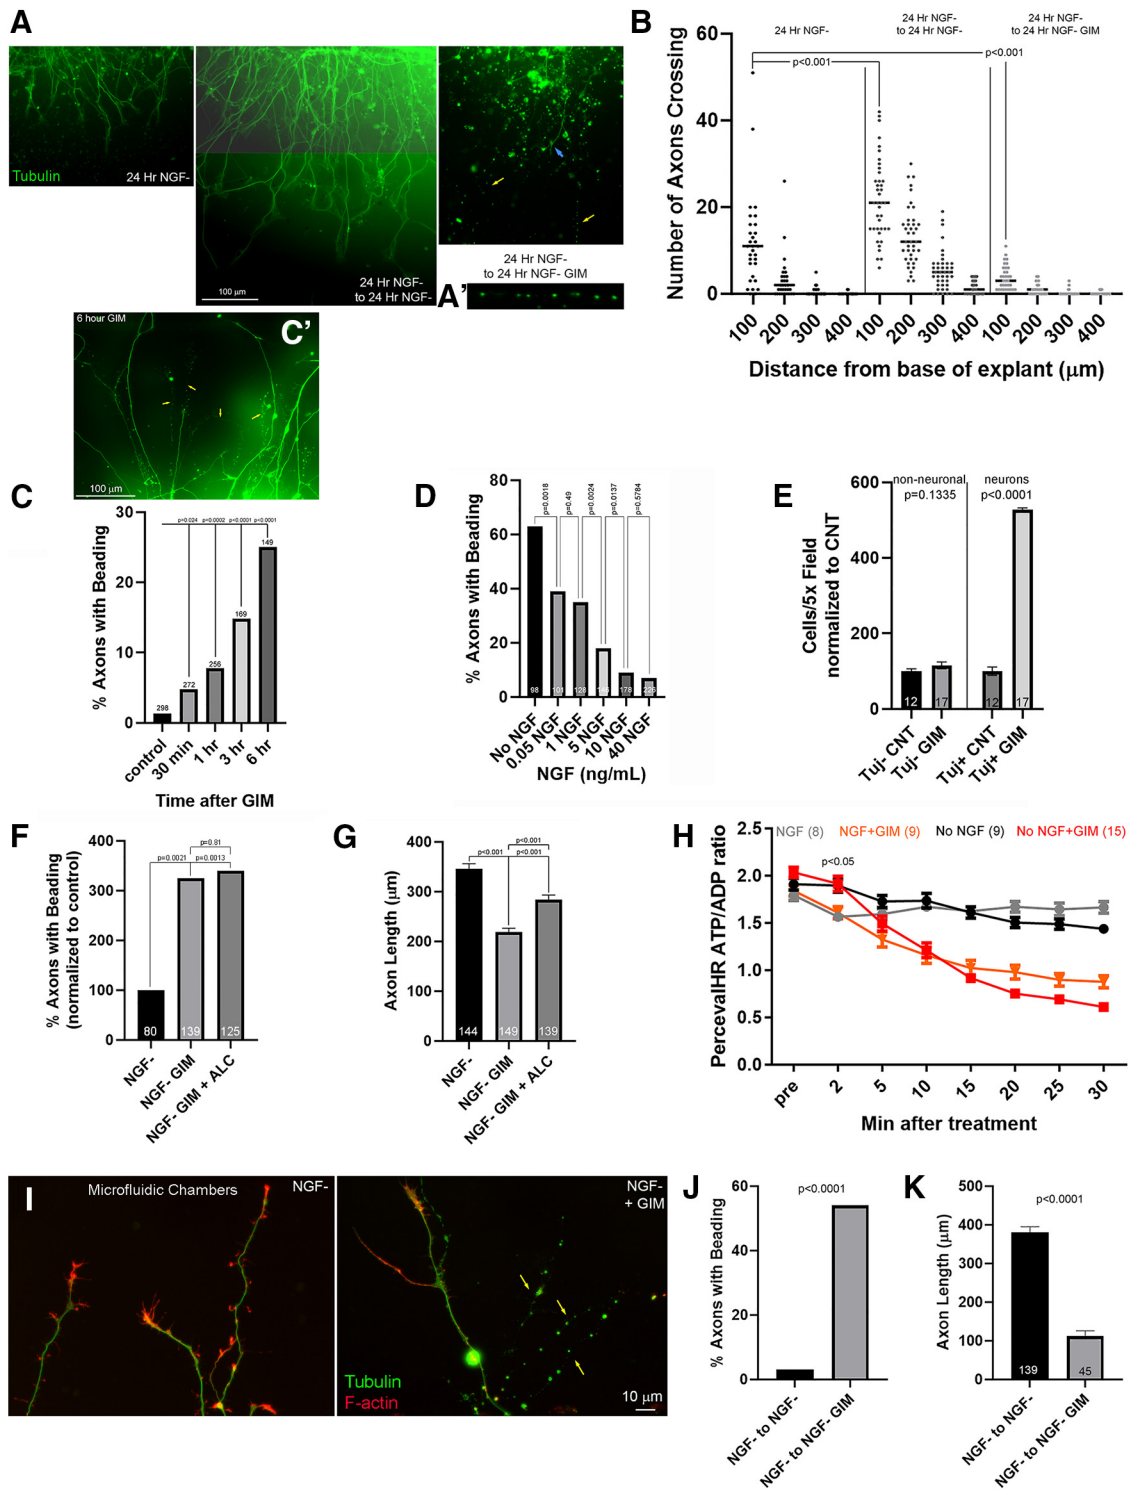 A
Tubulin
24 Hr NGF-
100 μm
24 Hr NGF-
to 24 Hr NGF-
24 Hr NGF-
to 24 Hr NGF- GIM
A'
B
24 Hr NGF-
24 Hr NGF-
to 24 Hr NGF-
24 Hr NGF-
to 24 Hr NGF- GIM
p<0.001
p<0.001
Number of Axons Crossing
60
40
20
0
100 200 300 400 100 200 300 400 100 200 300 400
Distance from base of explant (μm)
6 hour GIM
C'
100 μm
C
% Axons with Beading
30
20
10
0
p=0.024 p=0.0002 p<0.0001 p<0.0001
298 272 256 169 149
control 30 min 1 hr 3 hr 6 hr
Time after GIM
D
% Axons with Beading
80
60
40
20
0
p=0.0018 p=0.49 p=0.0024 p=0.0137 p=0.5784
98 101 128 146 178 226
No NGF 0.05 NGF 1 NGF 5 NGF 10 NGF 40 NGF
NGF (ng/mL)
E
Cells/5x Field
normalized to CNT
600
400
200
0
non-neuronal
p=0.1335
neurons
p<0.0001
12 17 12 17
Tuj- CNT Tuj- GIM Tuj+ CNT Tuj+ GIM
F
% Axons with Beading
(normalized to control)
400
300
200
100
0
p=0.81
p=0.0021 p=0.0013
80 139 125
NGF- NGF- GIM NGF- GIM + ALC
G
Axon Length (μm)
400
300
200
100
0
p<0.001
p<0.001 p<0.001
144 149 139
NGF- NGF- GIM NGF- GIM + ALC
H
PercevalHR ATP/ADP ratio
2.5
2.0
1.5
1.0
0.5
0.0
NGF (8) NGF+GIM (9) No NGF (9) No NGF+GIM (15)
p<0.05
pre 2 5 10 15 20 25 30
Min after treatment
I
Microfluidic Chambers
NGF-
NGF-
+ GIM
Tubulin
F-actin
10 μm
J
% Axons with Beading
60
40
20
0
p<0.0001
NGF- to NGF- NGF- to NGF- GIM
K
Axon Length (μm)
500
400
300
200
100
0
p<0.0001
139 45
NGF- to NGF- NGF- to NGF- GIM